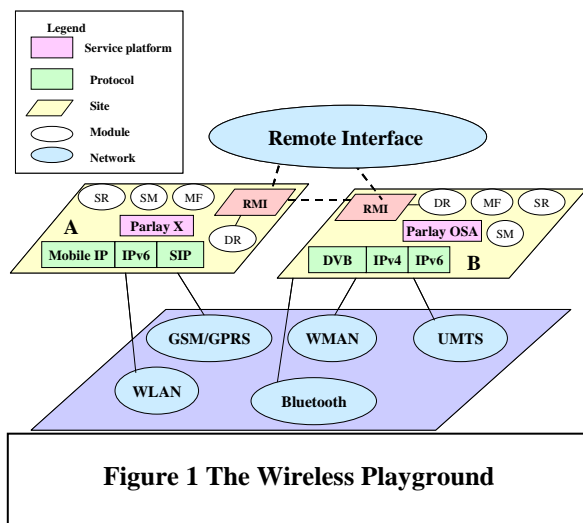 Legend
Service platform
Protocol
Site
Module
Network
Remote Interface
SR
SM
MF
RMI
A
Parlay X
DR
Mobile IP
IPv6
SIP
RMI
DR
MF
SR
Parlay OSA
SM
DVB
IPv4
IPv6
B
GSM/GPRS
WMAN
UMTS
WLAN
Bluetooth
Figure 1 The Wireless Playground